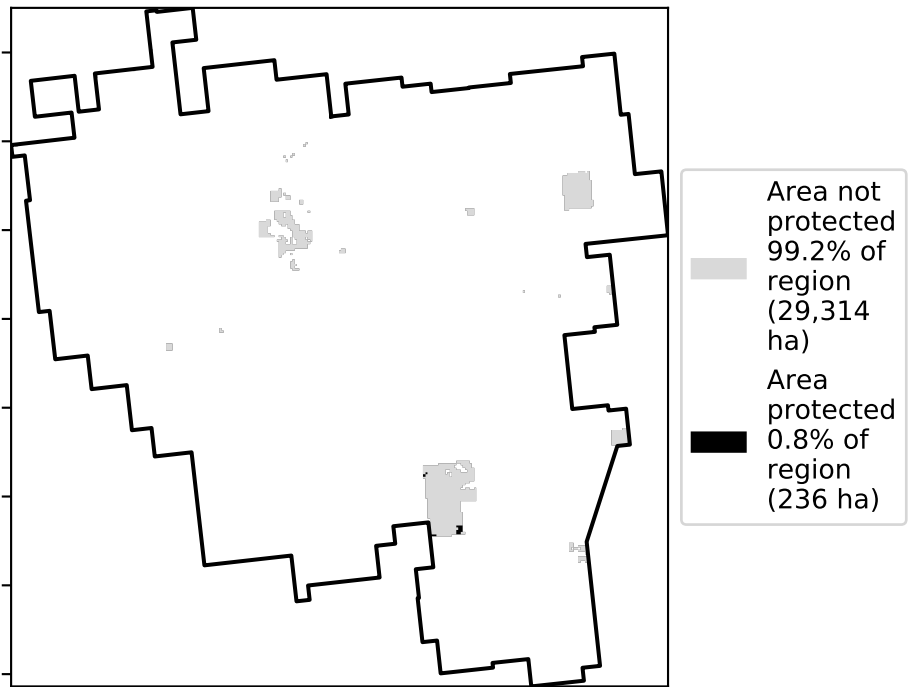 Area not
protected
99.2% of
region
(29,314
ha)
Area
protected
0.8% of
region
(236 ha)